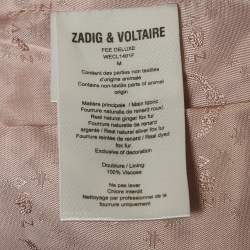 ZADIG & VOLTAIRE
FEE DELUXE
WECL1401F
M
Contient des parties non textiles
d'origine animale
Contains non-textile parts of animal
origin
Matière principale / Main fabric
Fourrure naturelle de renard roux /
Real natural ginger fox fur
Fourrure naturelle de renard
argenté / Real natural silver fox fur
Fourrure teintée de renard / Real dyed
fox fur
Exclusive of decoration
Doublure / Lining
100% Viscose
Ne pas laver
Chlore interdit
Nettoyage par professionnel de la
fourrure